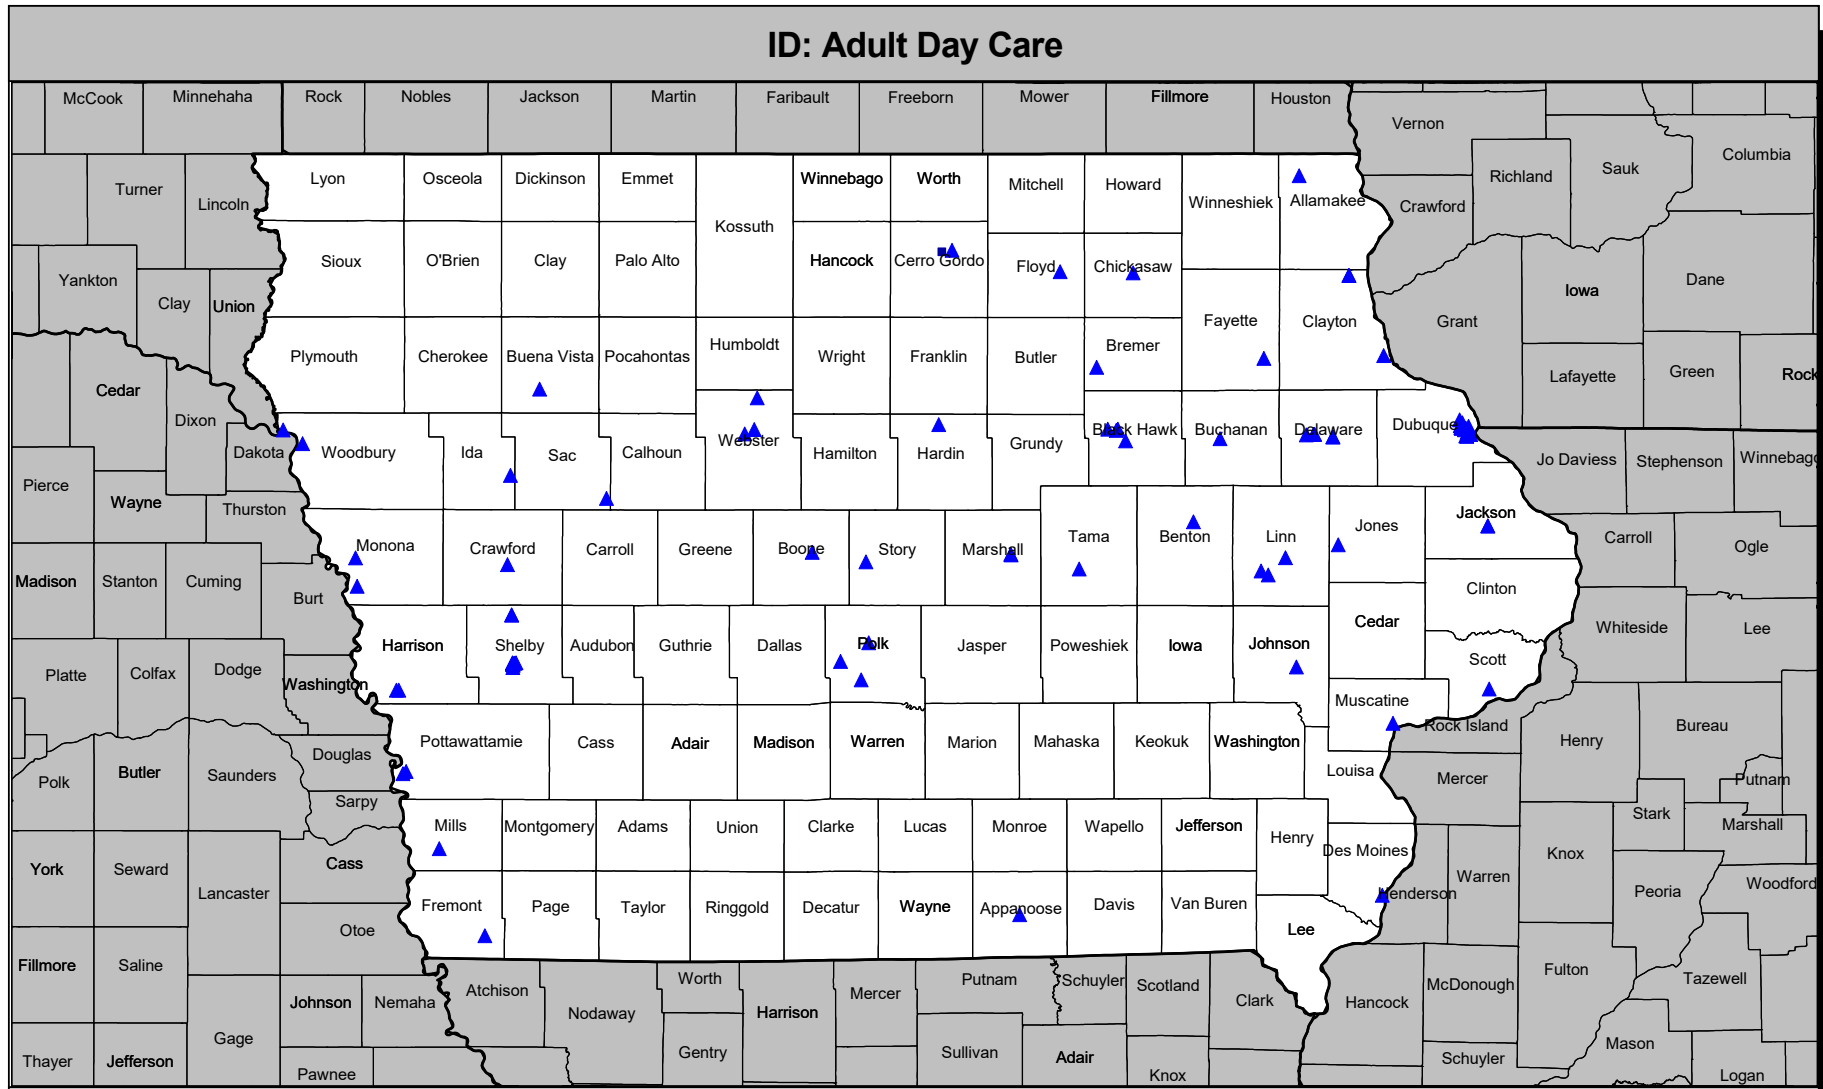 ID: Adult Day Care
McCook Minnehaha Rock Nobles Jackson Martin Faribault Freeborn Mower Fillmore Houston
Vernon
Columbia
Sauk
Richland
Turner Lyon Osceola Dickinson Emmet Winnebago Worth Mitchell Howard
Lincoln Winneshiek Allamakee Crawford
Kossuth
Sioux O'Brien Clay Palo Alto Hancock Cerro Gordo Floyd Chickasaw
Yankton Dane
Clay Union Iowa
Fayette Clayton Grant
Plymouth Cherokee Buena Vista Pocahontas Humboldt Wright Franklin Butler Bremer
Cedar Lafayette Green Rock
Dixon
Dakota Woodbury Ida Sac Calhoun Webster Hamilton Hardin Grundy Black Hawk Buchanan Delaware Dubuque
Jo Daviess Stephenson Winnebago
Pierce
Wayne
Thurston Jackson
Monona Crawford Carroll Greene Boone Story Marshall Tama Benton Linn Jones Carroll Ogle
Madison Stanton Cuming
Burt Clinton
Harrison Shelby Audubon Guthrie Dallas Polk Jasper Poweshiek Iowa Johnson Cedar Whiteside Lee
Scott
Platte Colfax Dodge
Washington
Muscatine
Rock Island Bureau
Pottawattamie Cass Adair Madison Warren Marion Mahaska Keokuk Washington Henry
Douglas
Louisa
Polk Butler Saunders Mercer Putnam
Sarpy
Stark
Mills Montgomery Adams Union Clarke Lucas Monroe Wapello Jefferson Henry Marshall
Des Moines Knox
Cass
York Seward Warren Woodford
Lancaster Henderson Peoria
Fremont Page Taylor Ringgold Decatur Wayne Appanoose Davis Van Buren
Otoe Lee
Fillmore Saline Fulton
Worth Putnam Schuyler Tazewell
Atchison Mercer Scotland McDonough
Johnson Nemaha Clark Hancock
Nodaway Harrison
Gage Mason
Gentry Sullivan Adair Schuyler
Thayer Jefferson
Pawnee Knox Logan